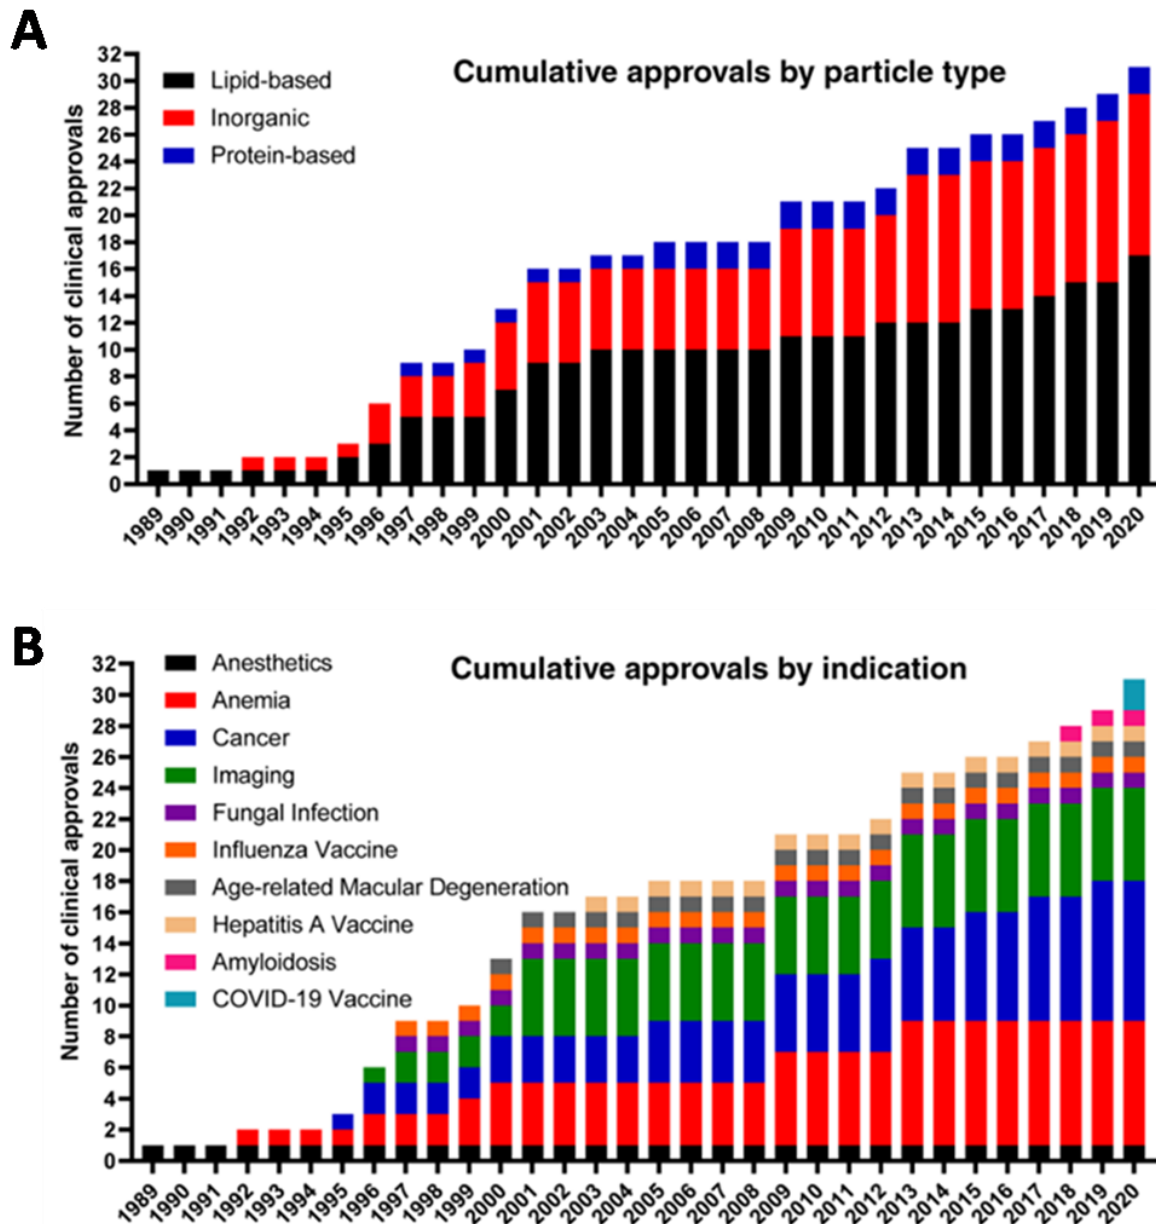 A
Cumulative approvals by particle type
Number of clinical approvals
32
30
28
26
24
22
20
18
16
14
12
10
8
6
4
2
0
Lipid-based
Inorganic
Protein-based
1989 1990 1991 1992 1993 1994 1995 1996 1997 1998 1999 2000 2001 2002 2003 2004 2005 2006 2007 2008 2009 2010 2011 2012 2013 2014 2015 2016 2017 2018 2019 2020
B
Cumulative approvals by indication
Number of clinical approvals
32
30
28
26
24
22
20
18
16
14
12
10
8
6
4
2
0
Anesthetics
Anemia
Cancer
Imaging
Fungal Infection
Influenza Vaccine
Age-related Macular Degeneration
Hepatitis A Vaccine
Amyloidosis
COVID-19 Vaccine
1989 1990 1991 1992 1993 1994 1995 1996 1997 1998 1999 2000 2001 2002 2003 2004 2005 2006 2007 2008 2009 2010 2011 2012 2013 2014 2015 2016 2017 2018 2019 2020